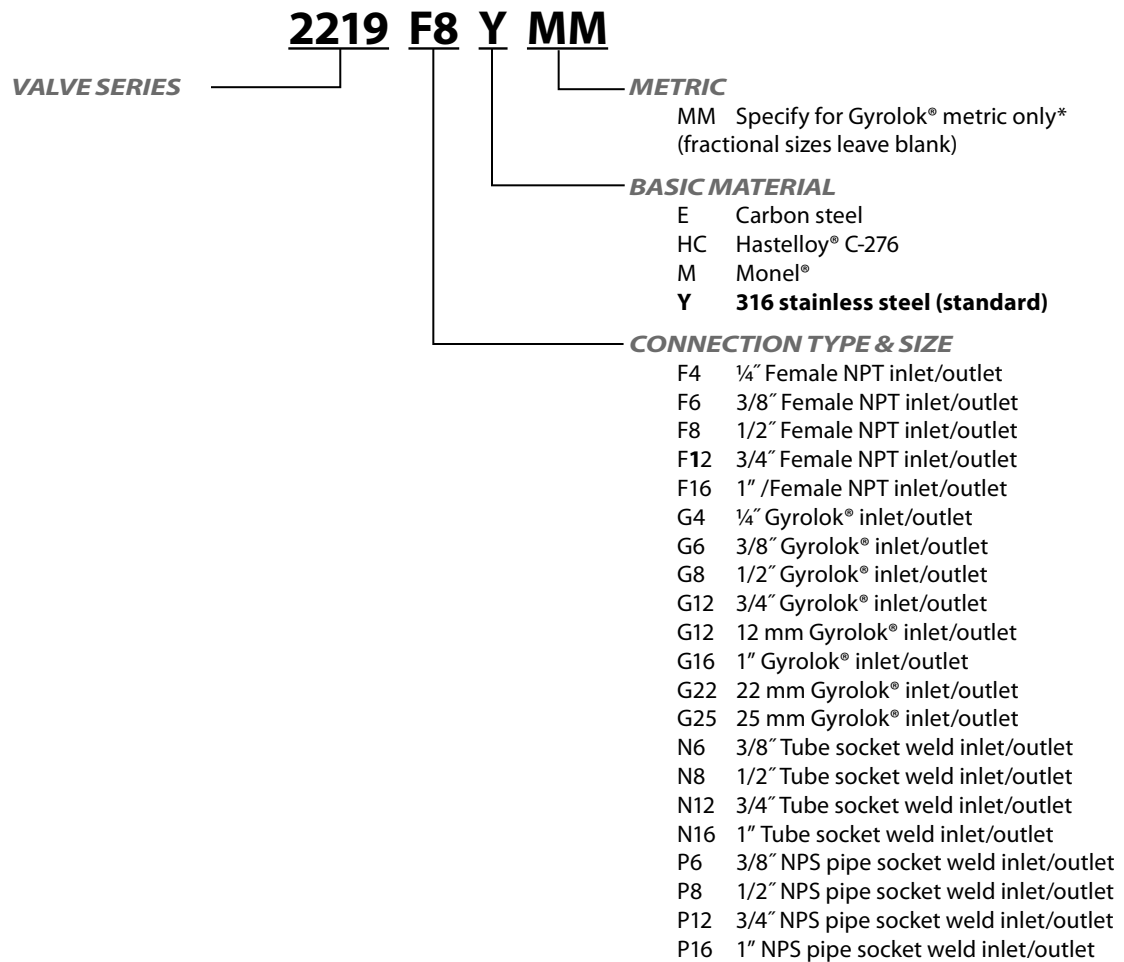 2219 F8 Y MM
VALVE SERIES
METRIC
MM Specify for Gyrolok® metric only*
(fractional sizes leave blank)
BASIC MATERIAL
E Carbon steel
HC Hastelloy® C-276
M Monel®
Y 316 stainless steel (standard)
CONNECTION TYPE & SIZE
F4 ¼˝ Female NPT inlet/outlet
F6 3/8˝ Female NPT inlet/outlet
F8 1/2˝ Female NPT inlet/outlet
F12 3/4˝ Female NPT inlet/outlet
F16 1” /Female NPT inlet/outlet
G4 ¼˝ Gyrolok® inlet/outlet
G6 3/8˝ Gyrolok® inlet/outlet
G8 1/2˝ Gyrolok® inlet/outlet
G12 3/4˝ Gyrolok® inlet/outlet
G12 12 mm Gyrolok® inlet/outlet
G16 1” Gyrolok® inlet/outlet
G22 22 mm Gyrolok® inlet/outlet
G25 25 mm Gyrolok® inlet/outlet
N6 3/8˝ Tube socket weld inlet/outlet
N8 1/2˝ Tube socket weld inlet/outlet
N12 3/4˝ Tube socket weld inlet/outlet
N16 1” Tube socket weld inlet/outlet
P6 3/8˝ NPS pipe socket weld inlet/outlet
P8 1/2˝ NPS pipe socket weld inlet/outlet
P12 3/4˝ NPS pipe socket weld inlet/outlet
P16 1” NPS pipe socket weld inlet/outlet